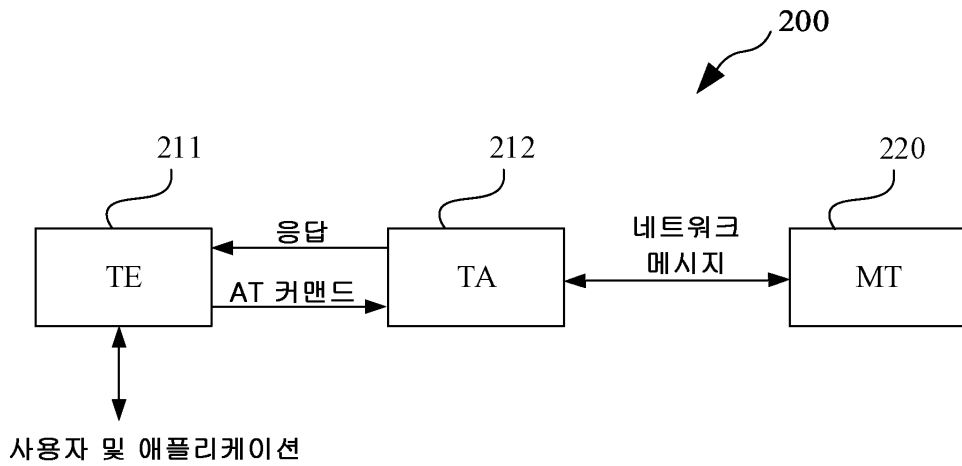 200
211
212
220
응답
네트워크
메시지
TE
TA
MT
AT 커맨드
사용자 및 애플리케이션